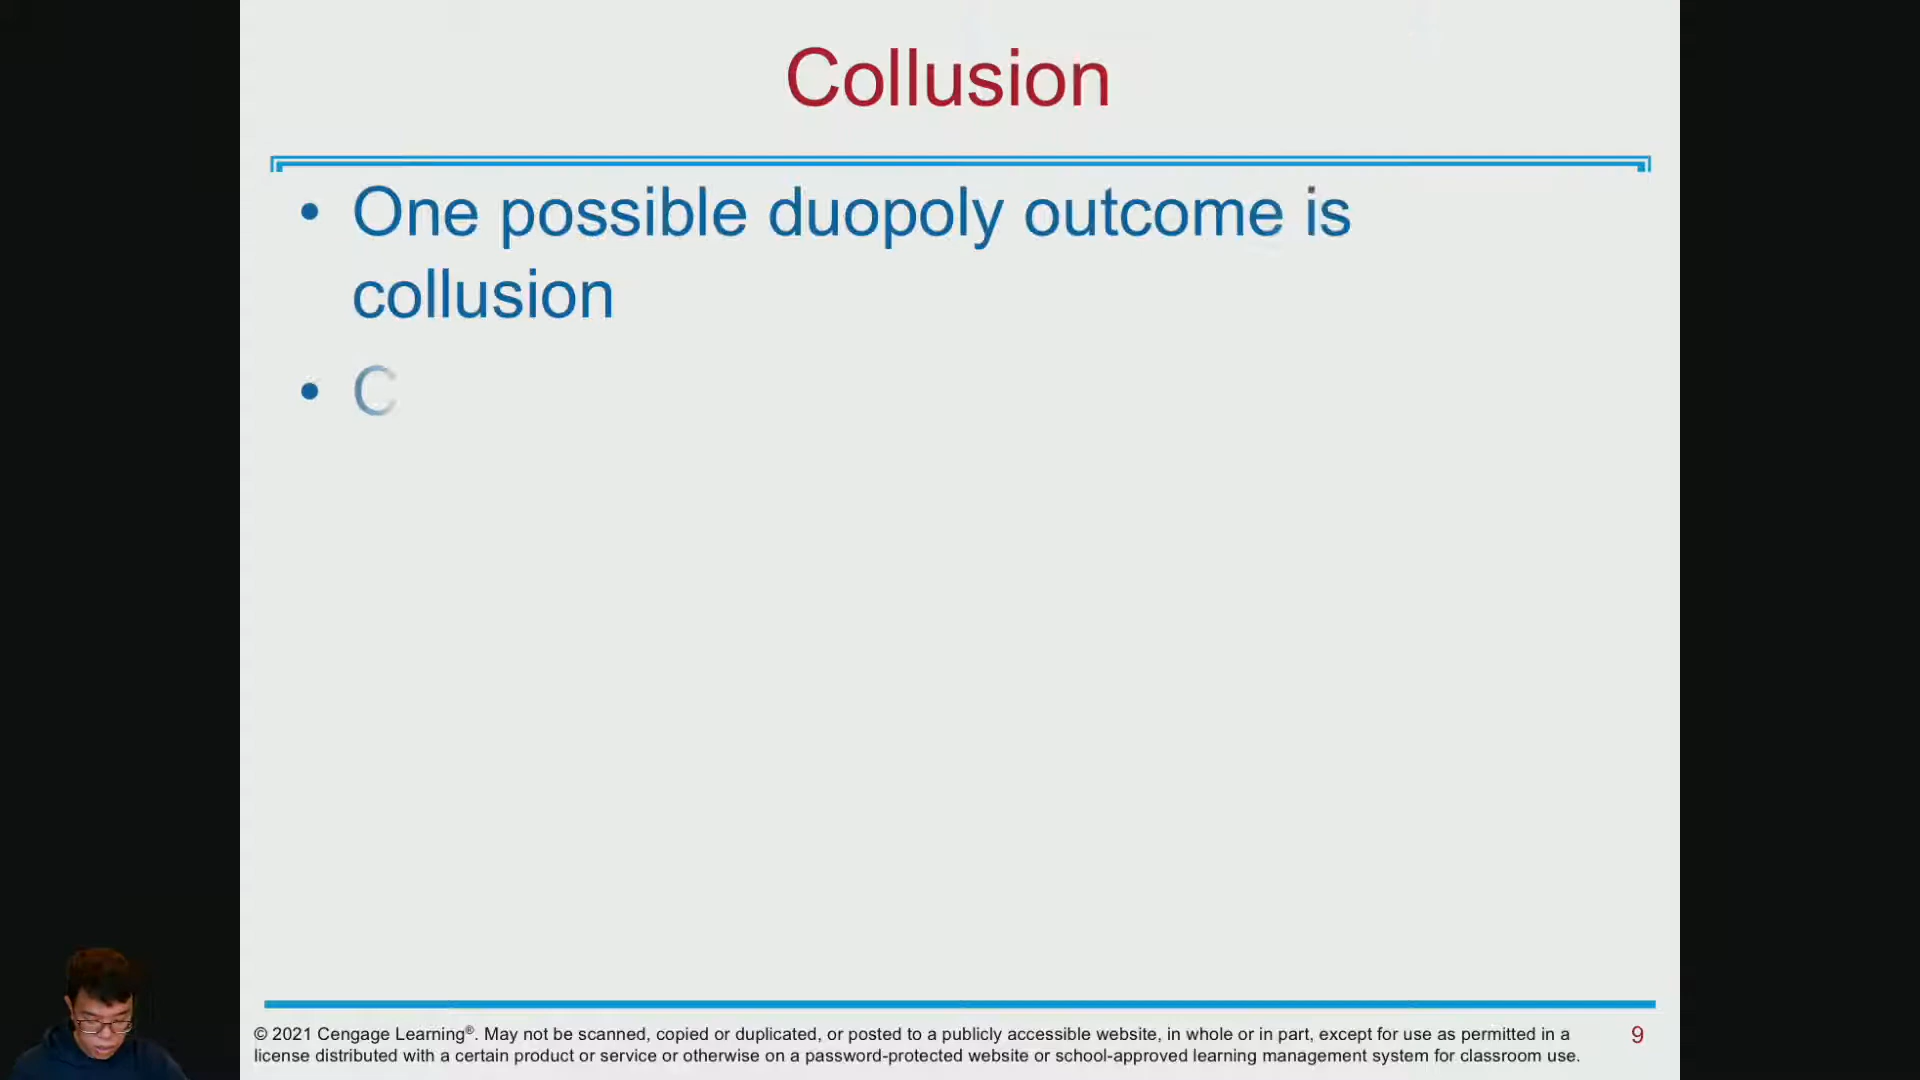 Collusion
• One possible duopoly outcome is
collusion
• C
© 2021 Cengage Learning®. May not be scanned, copied or duplicated, or posted to a publicly accessible website, in whole or in part, except for use as permitted in a
license distributed with a certain product or service or otherwise on a password-protected website or school-approved learning management system for classroom use.
9